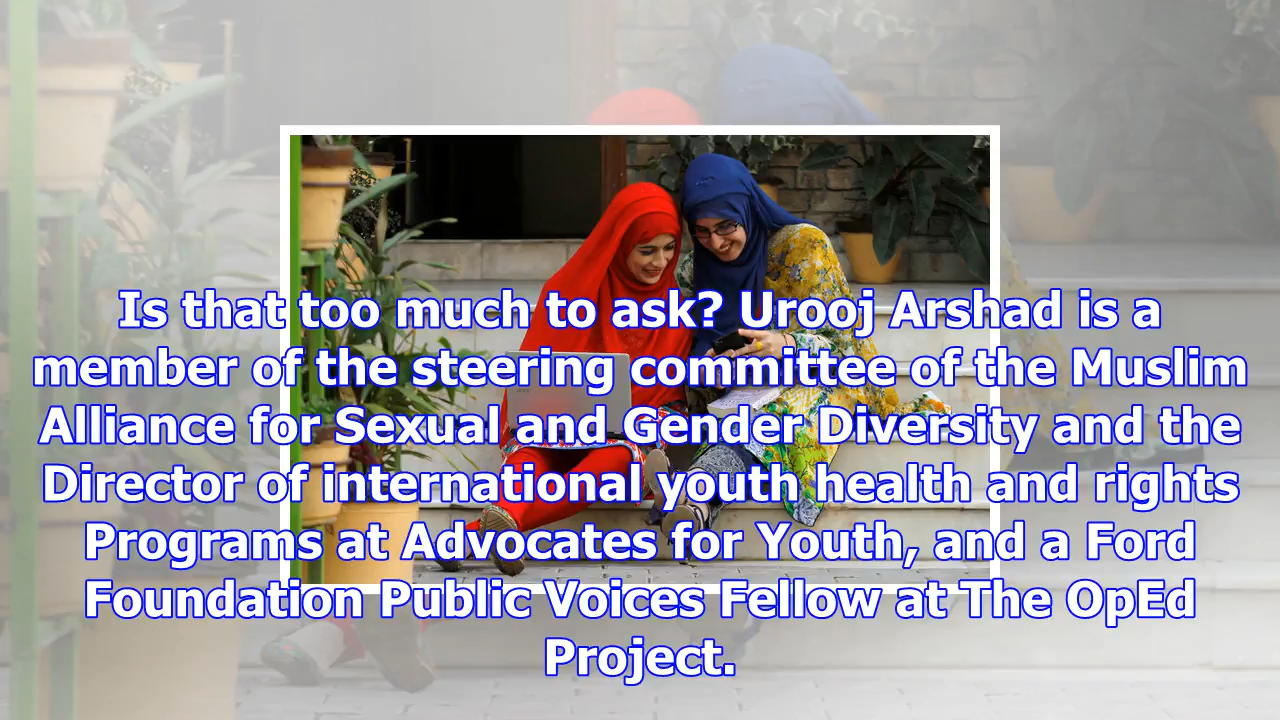 Is that too much to ask? Urooj Arshad is a
member of the steering committee of the Muslim
Alliance for Sexual and Gender Diversity and the
Director of international youth health and rights
Programs at Advocates for Youth, and a Ford
Foundation Public Voices Fellow at The OpEd
Project.